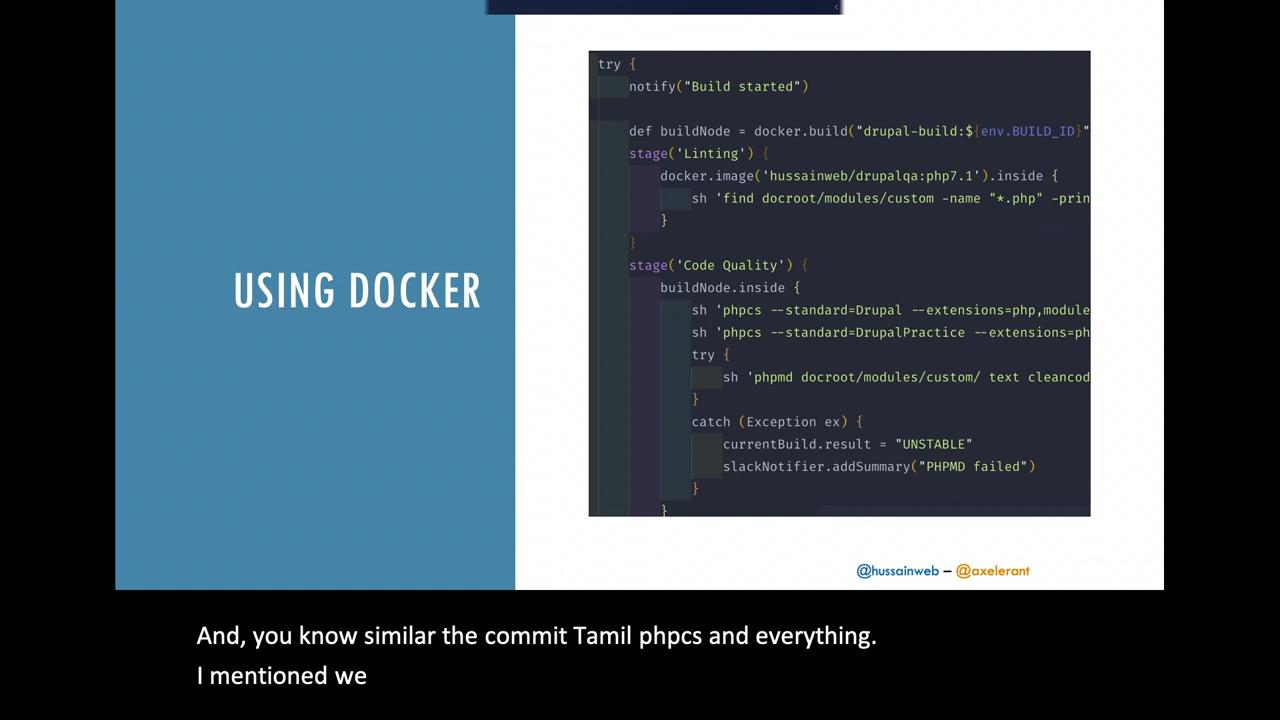 USING DOCKER
try {
notify("Build started")
def buildNode = docker.build("drupal-build:${env.BUILD_ID}"
stage('Linting') {
docker.image('hussainweb/drupalqa:php7.1').inside {
sh 'find docroot/modules/custom -name "*.php" -prin
}
}
stage('Code Quality') {
buildNode.inside {
sh 'phpcs --standard=Drupal --extensions=php,module
sh 'phpcs --standard=DrupalPractice --extensions=ph
try {
sh 'phpmd docroot/modules/custom/ text cleancod
}
catch (Exception ex) {
currentBuild.result = "UNSTABLE"
slackNotifier.addSummary("PHPMD failed")
}
}
@hussainweb – @axelerant
And, you know similar the commit Tamil phpcs and everything.
I mentioned we